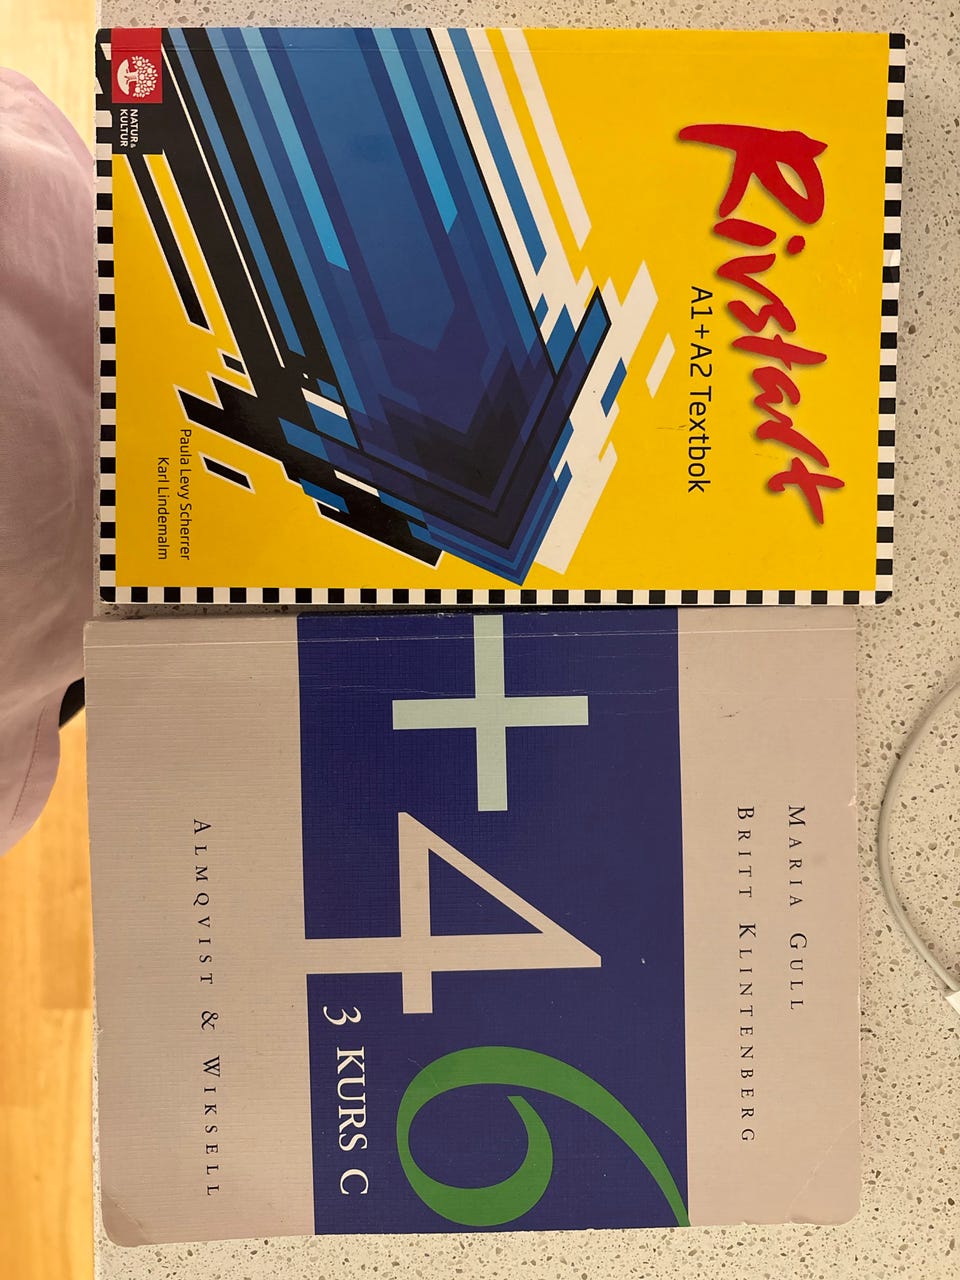 Rivstart
A1+A2 Textbok
Paula Levy Scherrer
Karl Lindemalm
NATUR &
KULTUR
MARIA GULL
BRITT KLINTENBERG
+46
3 KURS C
ALMQVIST & WIKSELL